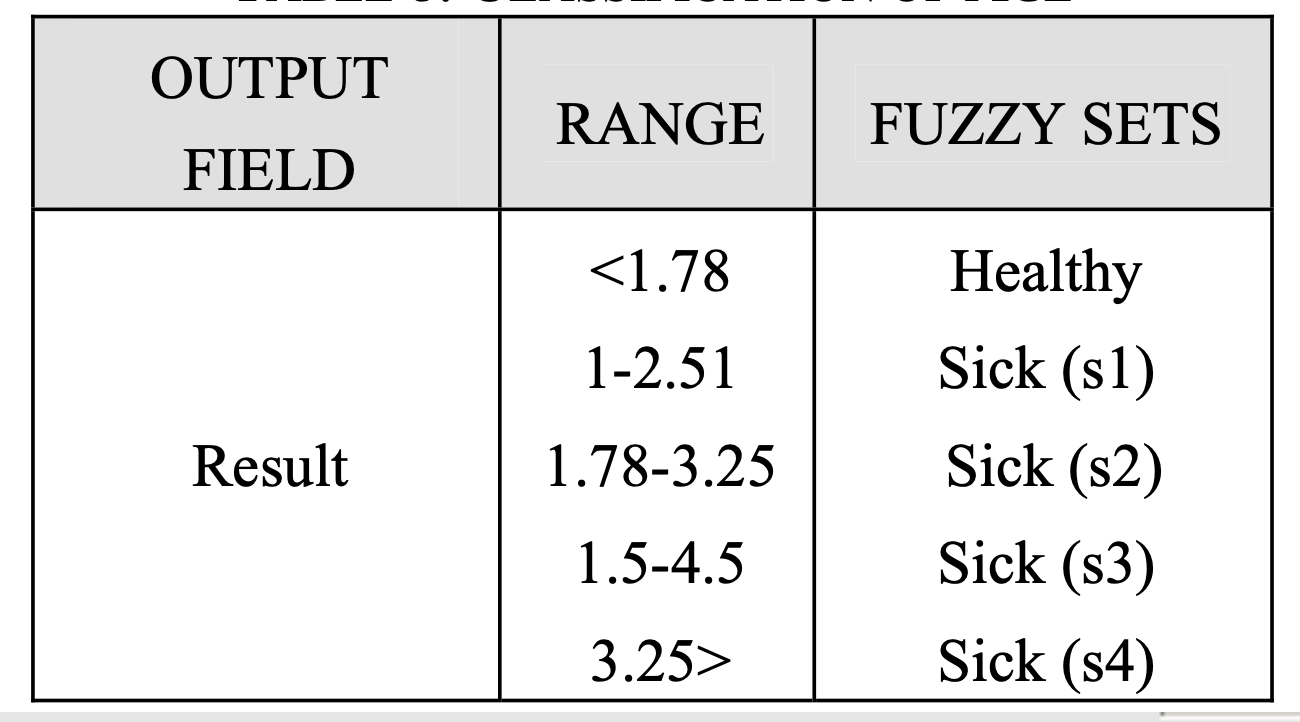 OUTPUT FIELD RANGE FUZZY SETS
<1.78 Healthy
1-2.51 Sick (s1)
Result 1.78-3.25 Sick (s2)
1.5-4.5 Sick (s3)
3.25> Sick (s4)